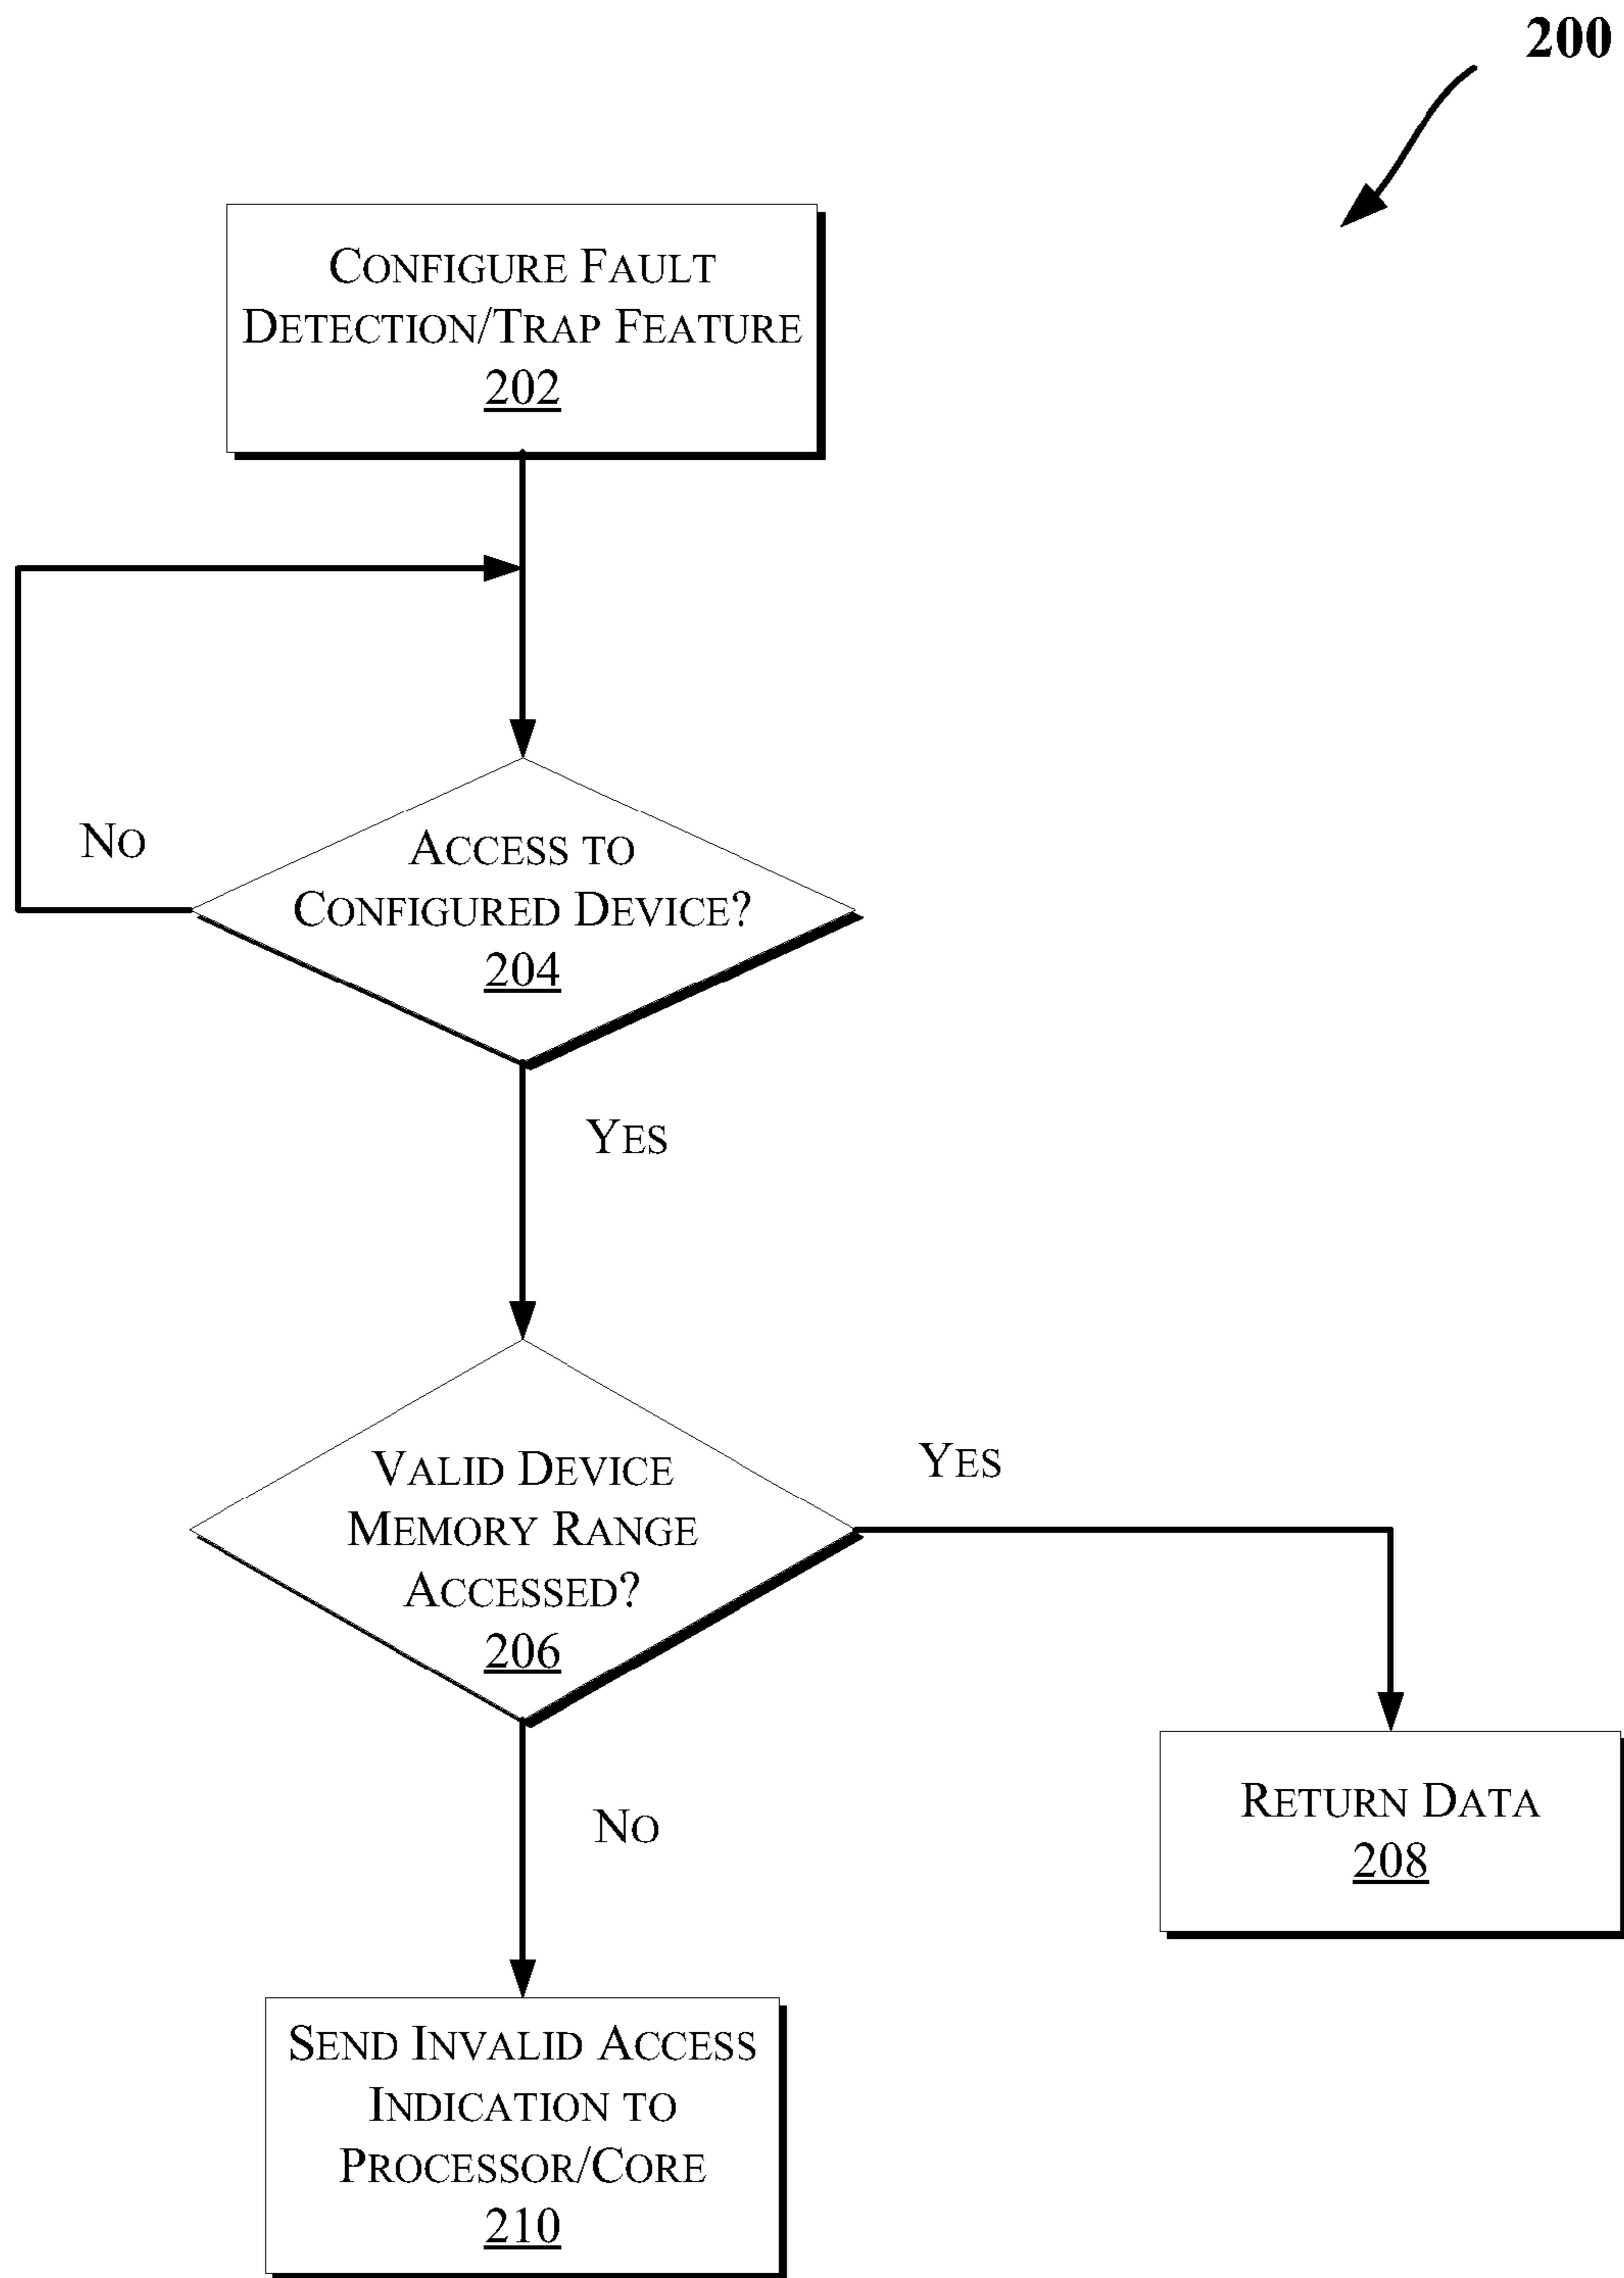 200
CONFIGURE FAULT
DETECTION/TRAP FEATURE
202
NO
ACCESS TO
CONFIGURED DEVICE?
204
YES
VALID DEVICE
MEMORY RANGE
ACCESSED?
206
YES
RETURN DATA
208
NO
SEND INVALID ACCESS
INDICATION TO
PROCESSOR/CORE
210